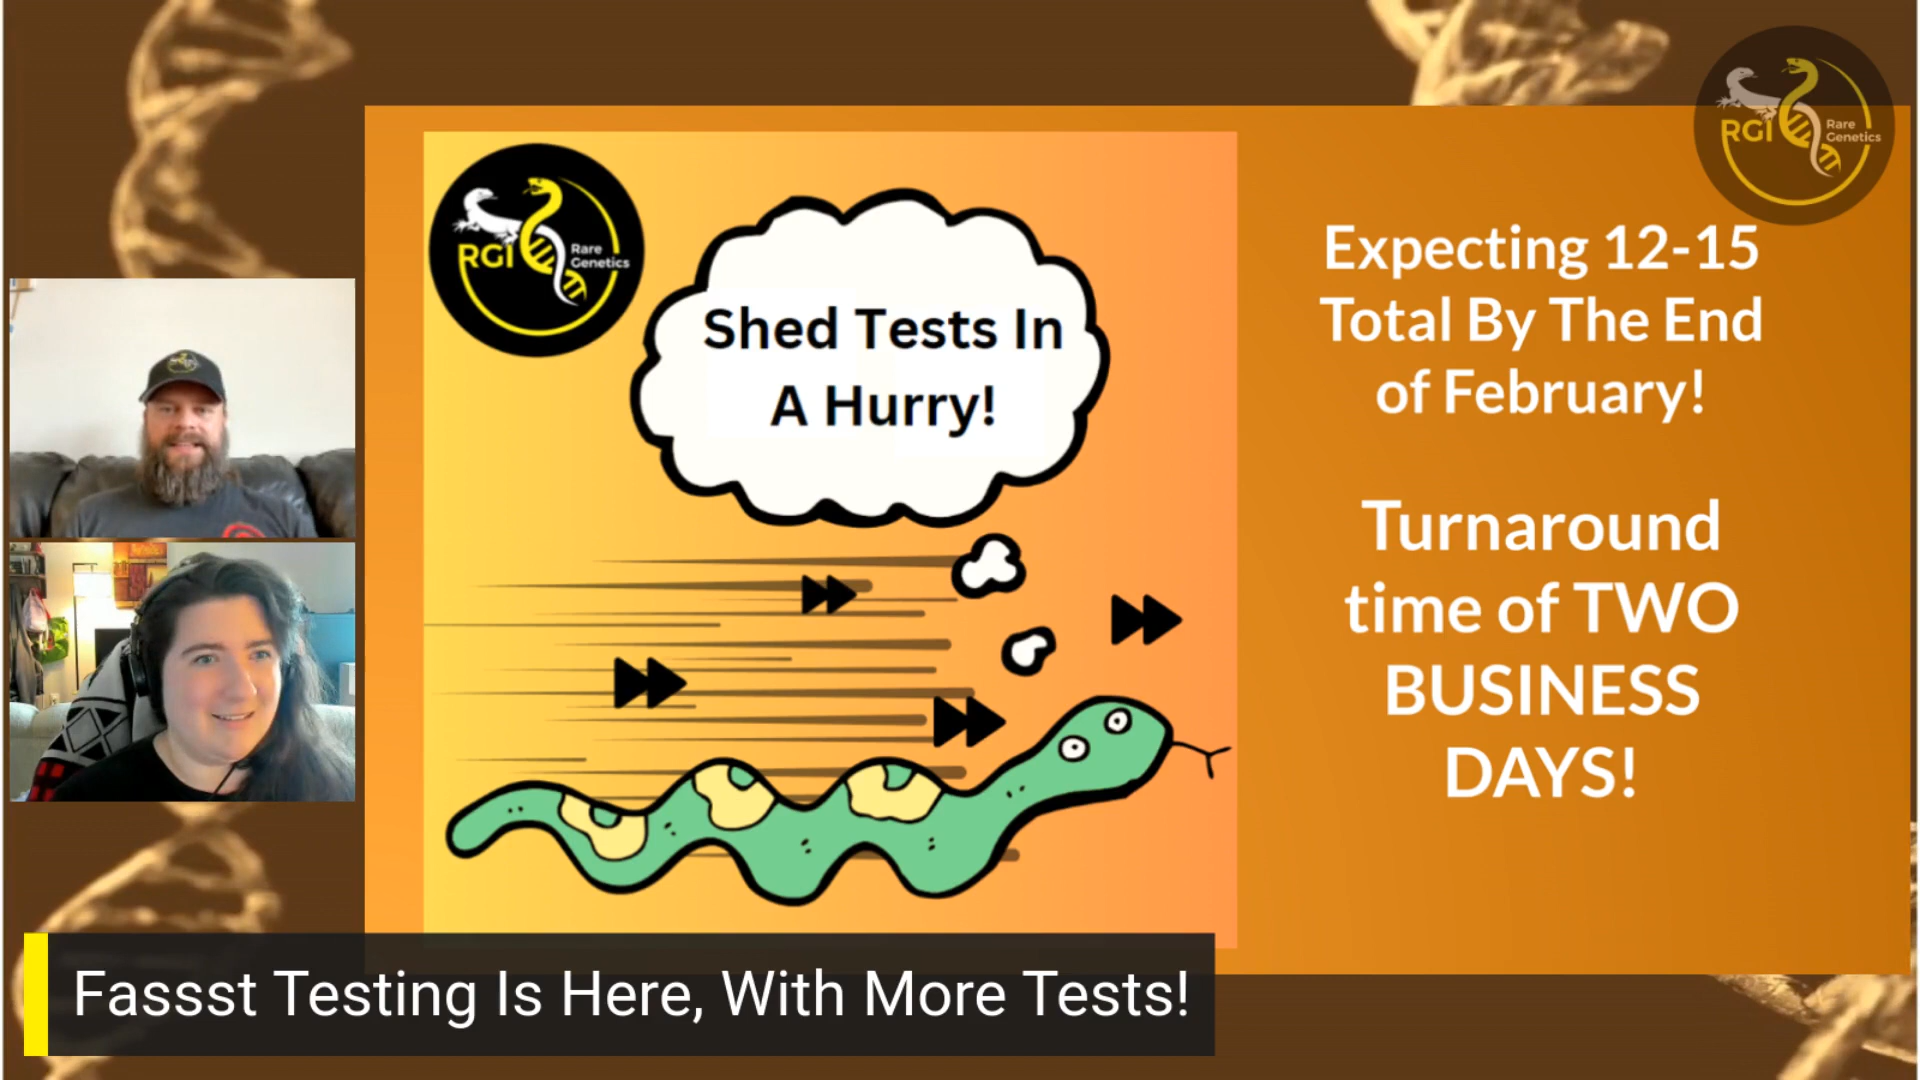 RGI
Rare
Genetics
RGI
Rare
Genetics
Shed Tests In
A Hurry!
Expecting 12-15
Total By The End
of February!
Turnaround
time of TWO
BUSINESS
DAYS!
Fassst Testing Is Here, With More Tests!